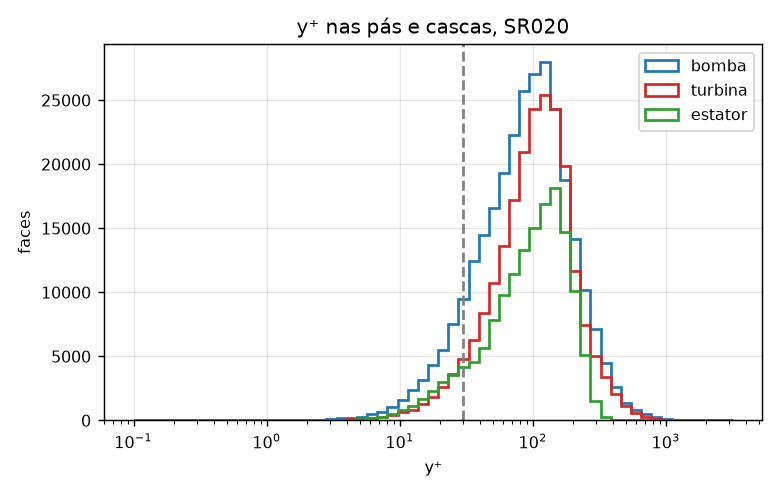 y⁺ nas pás e cascas, SR020
bomba
turbina
estator
faces
25000
20000
15000
10000
5000
0
10⁻¹ 10⁰ 10¹ 10² 10³
y⁺